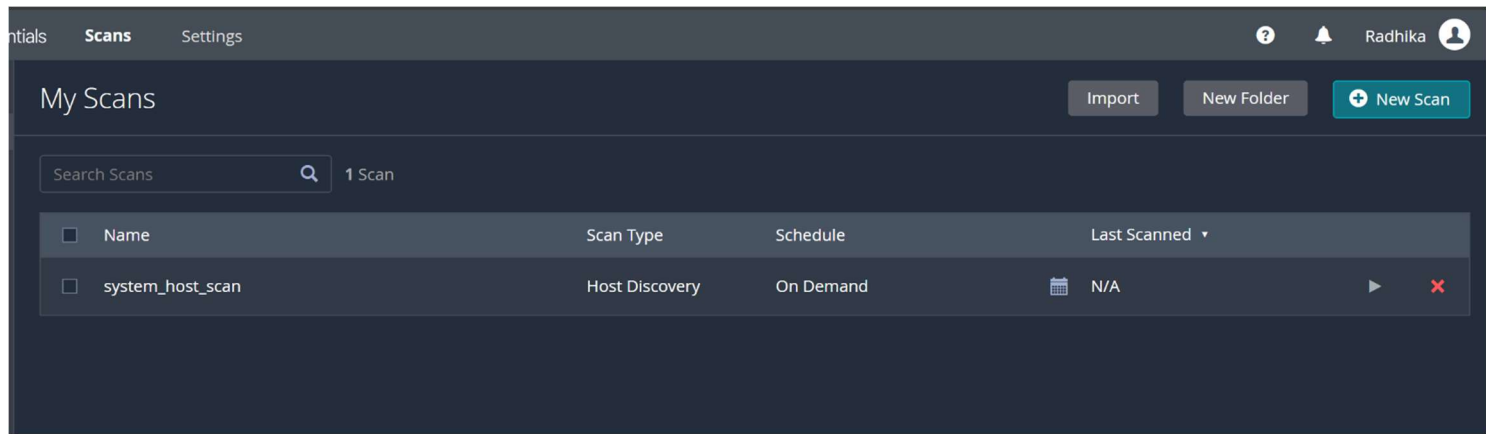 ntials Scans Settings Radhika
My Scans Import New Folder New Scan
Search Scans 1 Scan
Name Scan Type Schedule Last Scanned
system_host_scan Host Discovery On Demand N/A